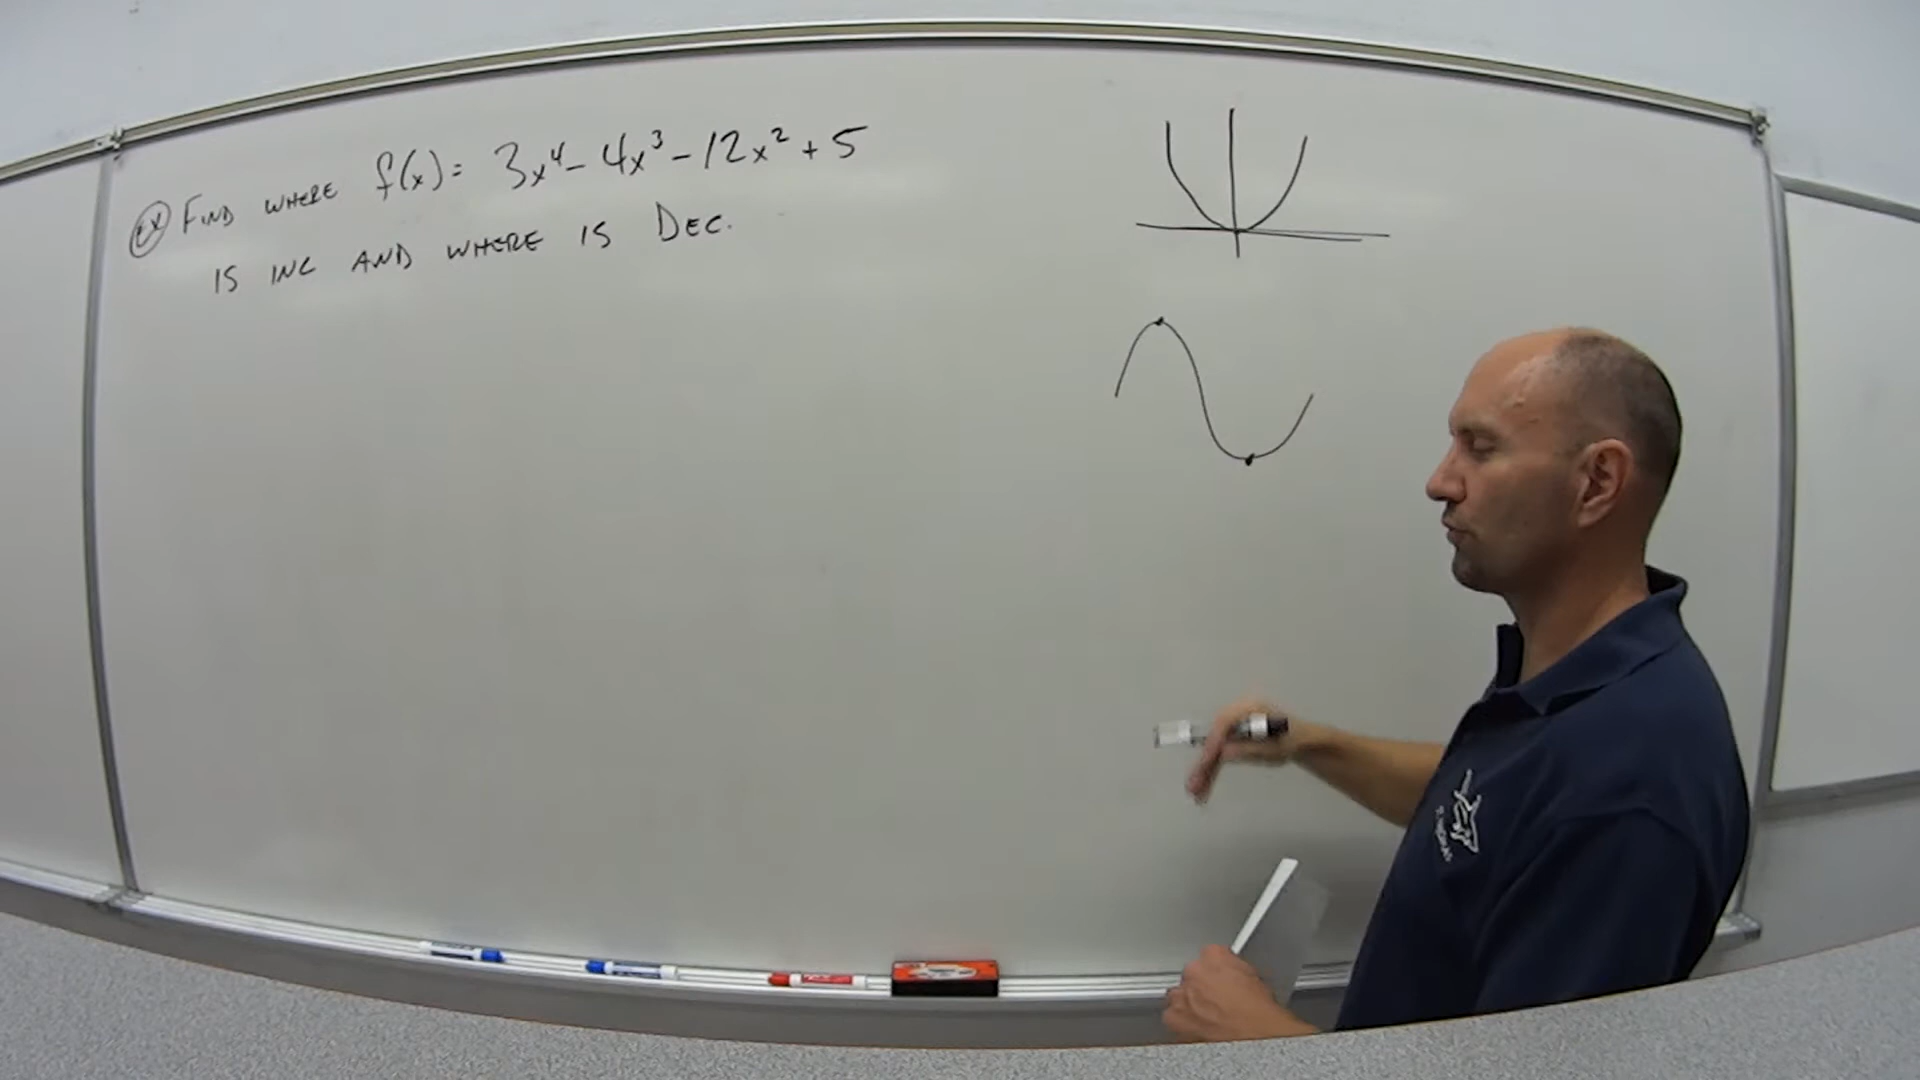 ex FIND WHERE f(x) = 3x⁴ - 4x³ - 12x² + 5
IS INC AND WHERE IS DEC.